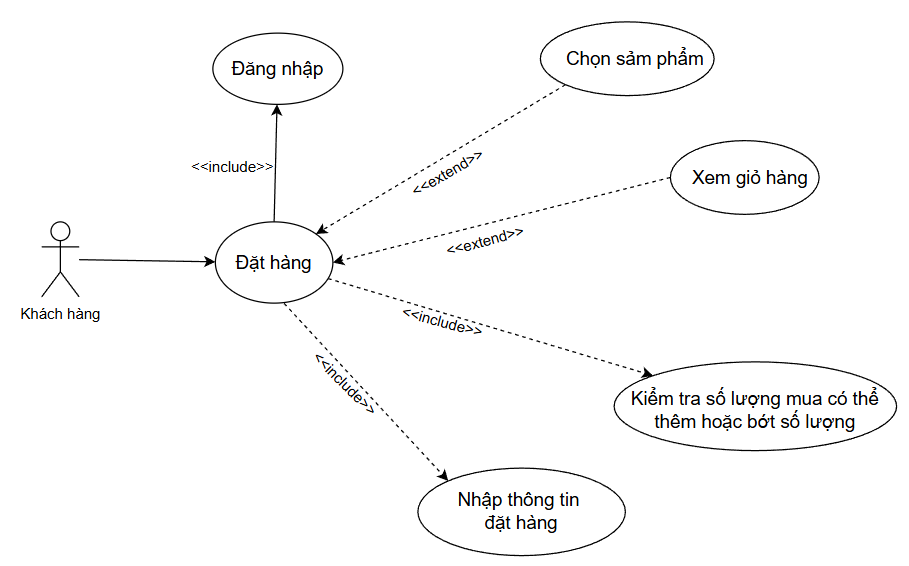 Đăng nhập
Chọn sảm phẩm
<<include>>
<<extend>>
Xem giỏ hàng
<<extend>>
Đặt hàng
Khách hàng
<<include>>
<<include>>
Kiểm tra số lượng mua có thể
thêm hoặc bớt số lượng
Nhập thông tin
đặt hàng